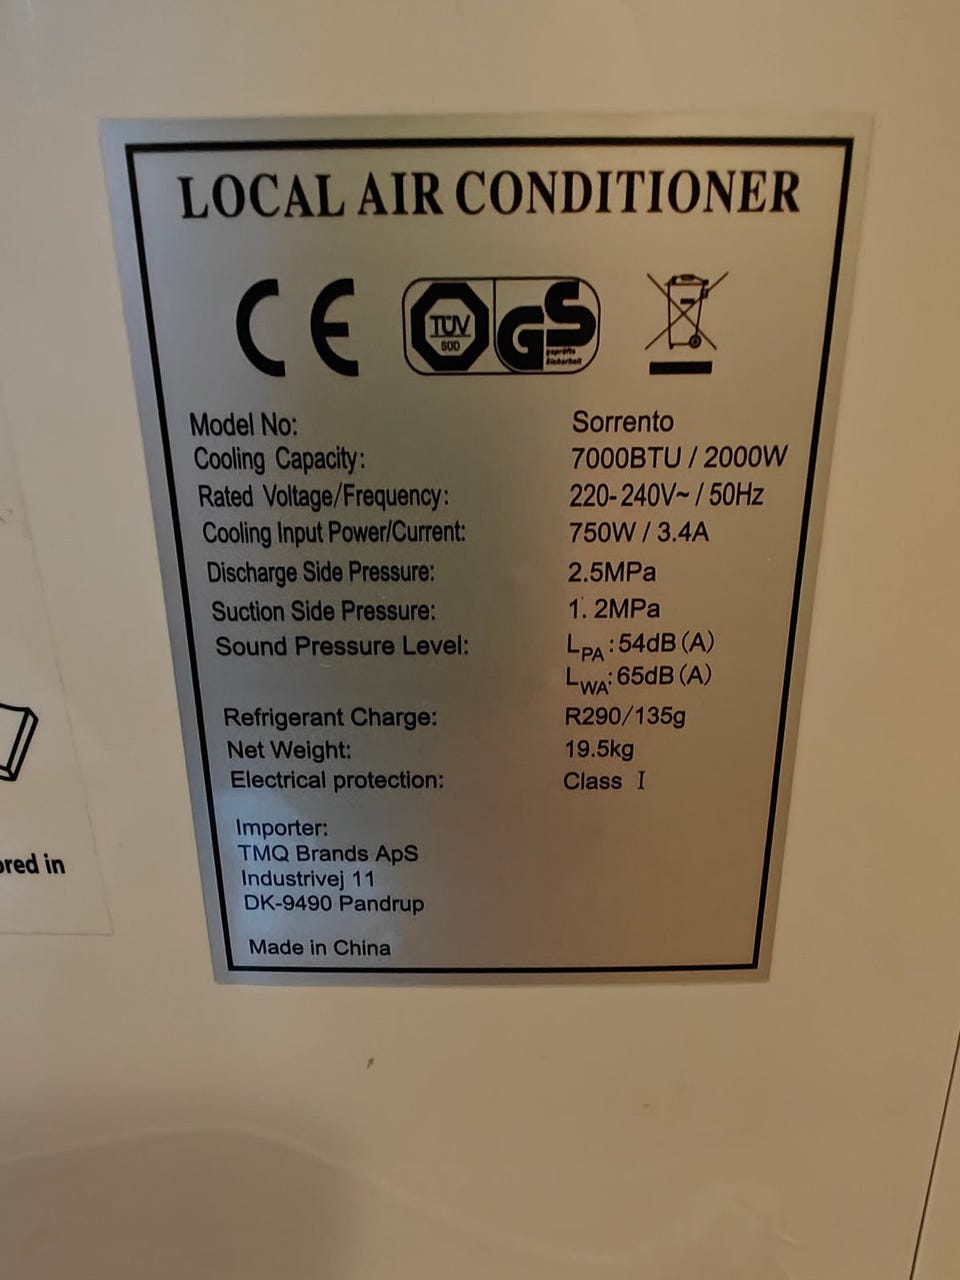 LOCAL AIR CONDITIONER
CE TÜV SÜD GS geprüfte Sicherheit
Model No: Sorrento
Cooling Capacity: 7000BTU / 2000W
Rated Voltage/Frequency: 220-240V~ / 50Hz
Cooling Input Power/Current: 750W / 3.4A
Discharge Side Pressure: 2.5MPa
Suction Side Pressure: 1. 2MPa
Sound Pressure Level: LPA: 54dB (A)
LWA: 65dB (A)
Refrigerant Charge: R290/135g
Net Weight: 19.5kg
Electrical protection: Class I
Importer:
TMQ Brands ApS
Industrivej 11
DK-9490 Pandrup
Made in China
ored in